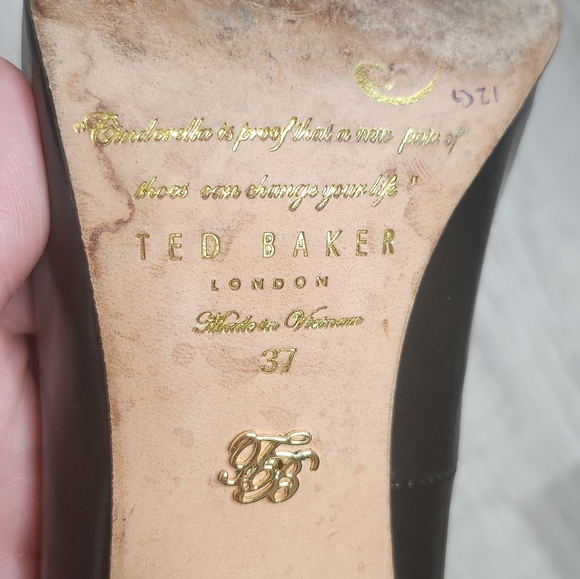 "Cinderella is proof that a new pair of
shoes can change your life"
TED BAKER
LONDON
Made in Vietnam
37
TB